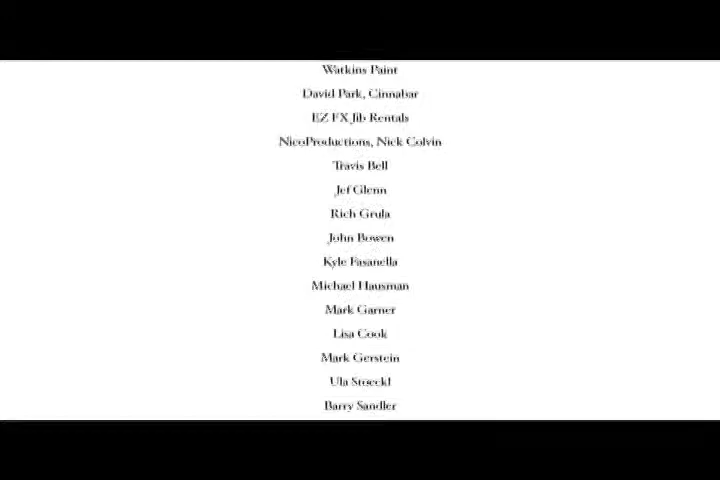 Watkins Paint
David Park, Cinnabar
EZ FX Jib Rentals
NicoProductions, Nick Colvin
Travis Bell
Jef Glenn
Rich Grula
John Bowen
Kyle Fasanella
Michael Hausman
Mark Garner
Lisa Cook
Mark Gerstein
Ula Stoeckl
Barry Sandler